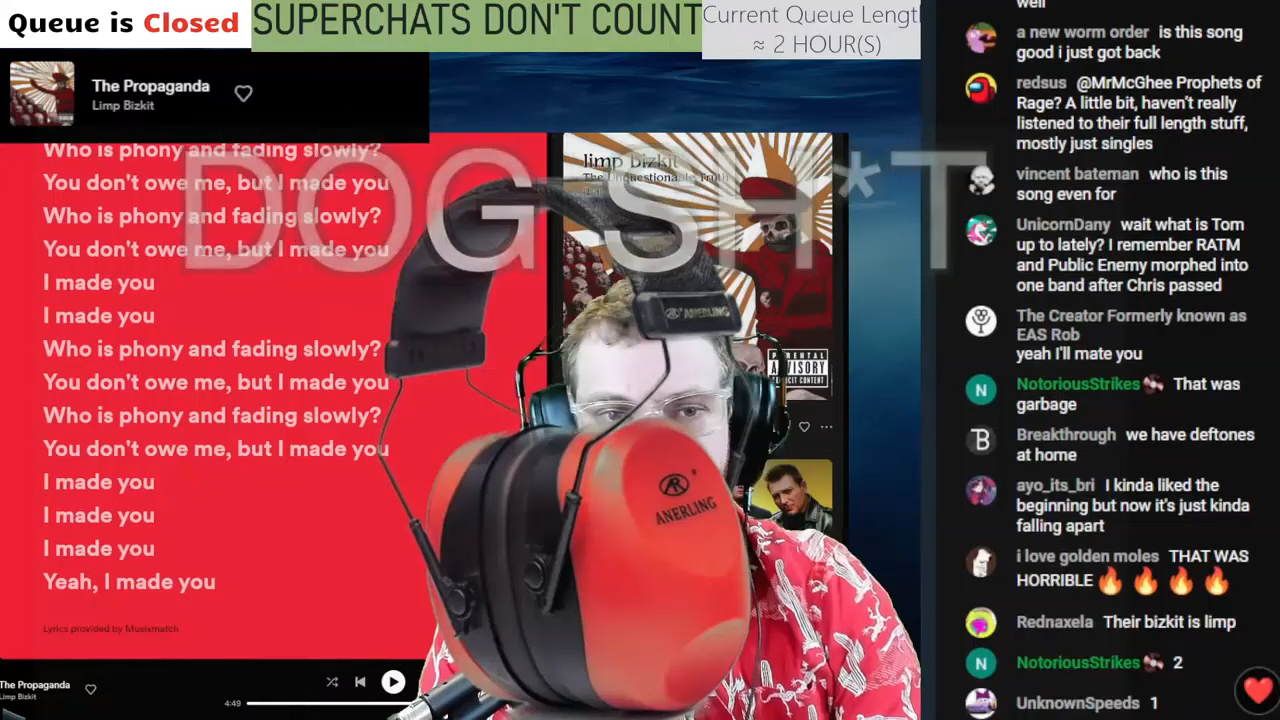 Queue is Closed
SUPERCHATS DON'T COUNT
Current Queue Lengt
≈ 2 HOUR(S)
The Propaganda
Limp Bizkit
Who is phony and fading slowly?
You don't owe me, but I made you
Who is phony and fading slowly?
You don't owe me, but I made you
I made you
I made you
Who is phony and fading slowly?
You don't owe me, but I made you
Who is phony and fading slowly?
You don't owe me, but I made you
I made you
I made you
I made you
Yeah, I made you
Lyrics provided by Musixmatch
The Propaganda
Limp Bizkit
4:49
DOG SH*T
limp bizkit
The Unquestionable Truth
PARENTAL
ADVISORY
EXPLICIT CONTENT
ANERLING
ANERLING
well
a new worm order is this song
good i just got back
redsus @MrMcGhee Prophets of
Rage? A little bit, haven't really
listened to their full length stuff,
mostly just singles
vincent bateman who is this
song even for
UnicornDany wait what is Tom
up to lately? I remember RATM
and Public Enemy morphed into
one band after Chris passed
The Creator Formerly known as
EAS Rob
yeah I'll mate you
N
NotoriousStrikes That was
garbage
B
Breakthrough we have deftones
at home
ayo_its_bri I kinda liked the
beginning but now it's just kinda
falling apart
i love golden moles THAT WAS
HORRIBLE 🔥 🔥 🔥 🔥
Rednaxela Their bizkit is limp
N
NotoriousStrikes 2
UnknownSpeeds 1